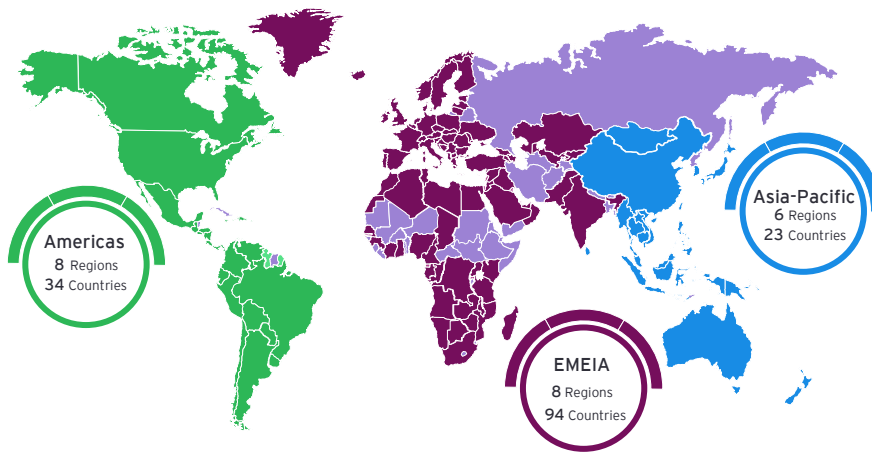 Americas
8 Regions
34 Countries
Asia-Pacific
6 Regions
23 Countries
EMEIA
8 Regions
94 Countries